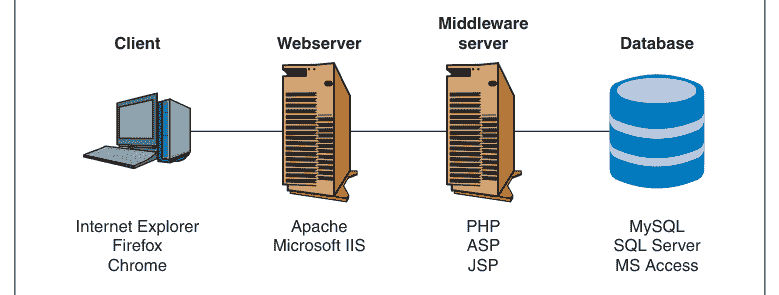 Client
Webserver
Middleware
server
Database
Internet Explorer
Firefox
Chrome
Apache
Microsoft IIS
PHP
ASP
JSP
MySQL
SQL Server
MS Access